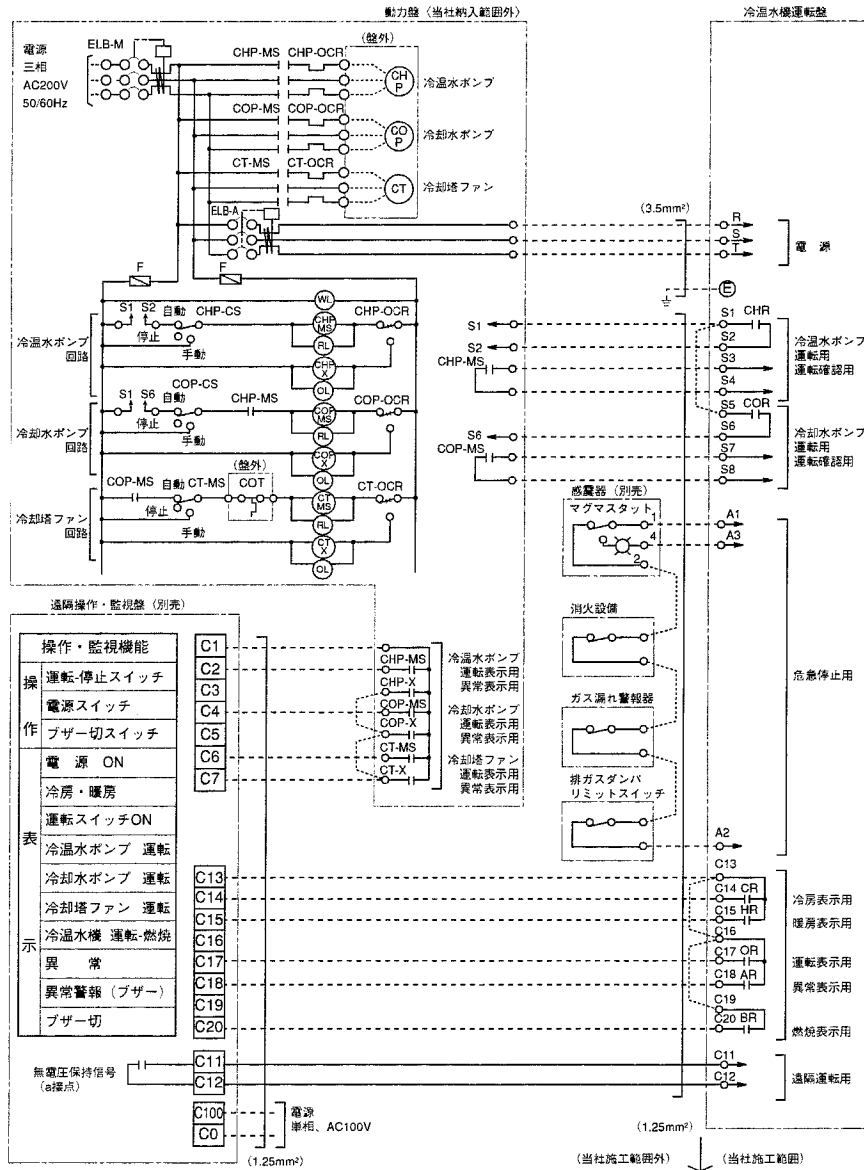 動力盤（当社納入範囲外）
冷温水機運転盤
電源
三相
AC200V
50/60Hz
ELB-M
CHP-MS
CHP-OCR
（盤外）
CHP
冷温水ポンプ
COP-MS
COP-OCR
COP
冷却水ポンプ
CT-MS
CT-OCR
CT
冷却塔ファン
ELB-A
(3.5mm²)
R
S
T
電 源
E
F
F
WL
冷温水ポンプ
回路
S1
S2
自動
CHP-CS
停止
手動
CHP
MS
RL
CHP
X
OL
CHP-OCR
冷却水ポンプ
回路
S1
S6
COP-CS
自動
停止
手動
CHP-MS
COP
MS
RL
COP
X
OL
COP-OCR
冷却塔ファン
回路
COP-MS
自動
CT-MS
停止
手動
（盤外）
COT
CT
MS
RL
CT
X
OL
CT-OCR
S1
S2
CHP-MS
S6
COP-MS
S1
CHR
S2
S3
S4
冷温水ポンプ
運転用
運転確認用
S5
COR
S6
S7
S8
冷却水ポンプ
運転用
運転確認用
感震器（別売）
マグマスタット
1
4
2
A1
A3
消火設備
ガス漏れ警報器
排ガスダンパ
リミットスイッチ
A2
危急停止用
遠隔操作・監視盤（別売）
操作・監視機能
操作
運転-停止スイッチ
電源スイッチ
ブザー切スイッチ
表示
電 源 ON
冷房・暖房
運転スイッチON
冷温水ポンプ 運転
冷却水ポンプ 運転
冷却塔ファン 運転
冷温水機 運転-燃焼
異 常
異常警報（ブザー）
ブザー切
C1
C2
C3
C4
C5
C6
C7
CHP-MS
CHP-X
COP-MS
COP-X
CT-MS
CT-X
冷温水ポンプ
運転表示用
異常表示用
冷却水ポンプ
運転表示用
異常表示用
冷却塔ファン
運転表示用
異常表示用
C13
C14
C15
C16
C17
C18
C19
C20
C13
C14 CR
C15 HR
C16
C17 OR
C18 AR
C19
C20 BR
冷房表示用
暖房表示用
運転表示用
異常表示用
燃焼表示用
無電圧保持信号
（a接点）
C11
C12
C11
C12
遠隔運転用
C100
C0
電源
単相、AC100V
(1.25mm²)
(1.25mm²)
（当社施工範囲外）
（当社施工範囲）